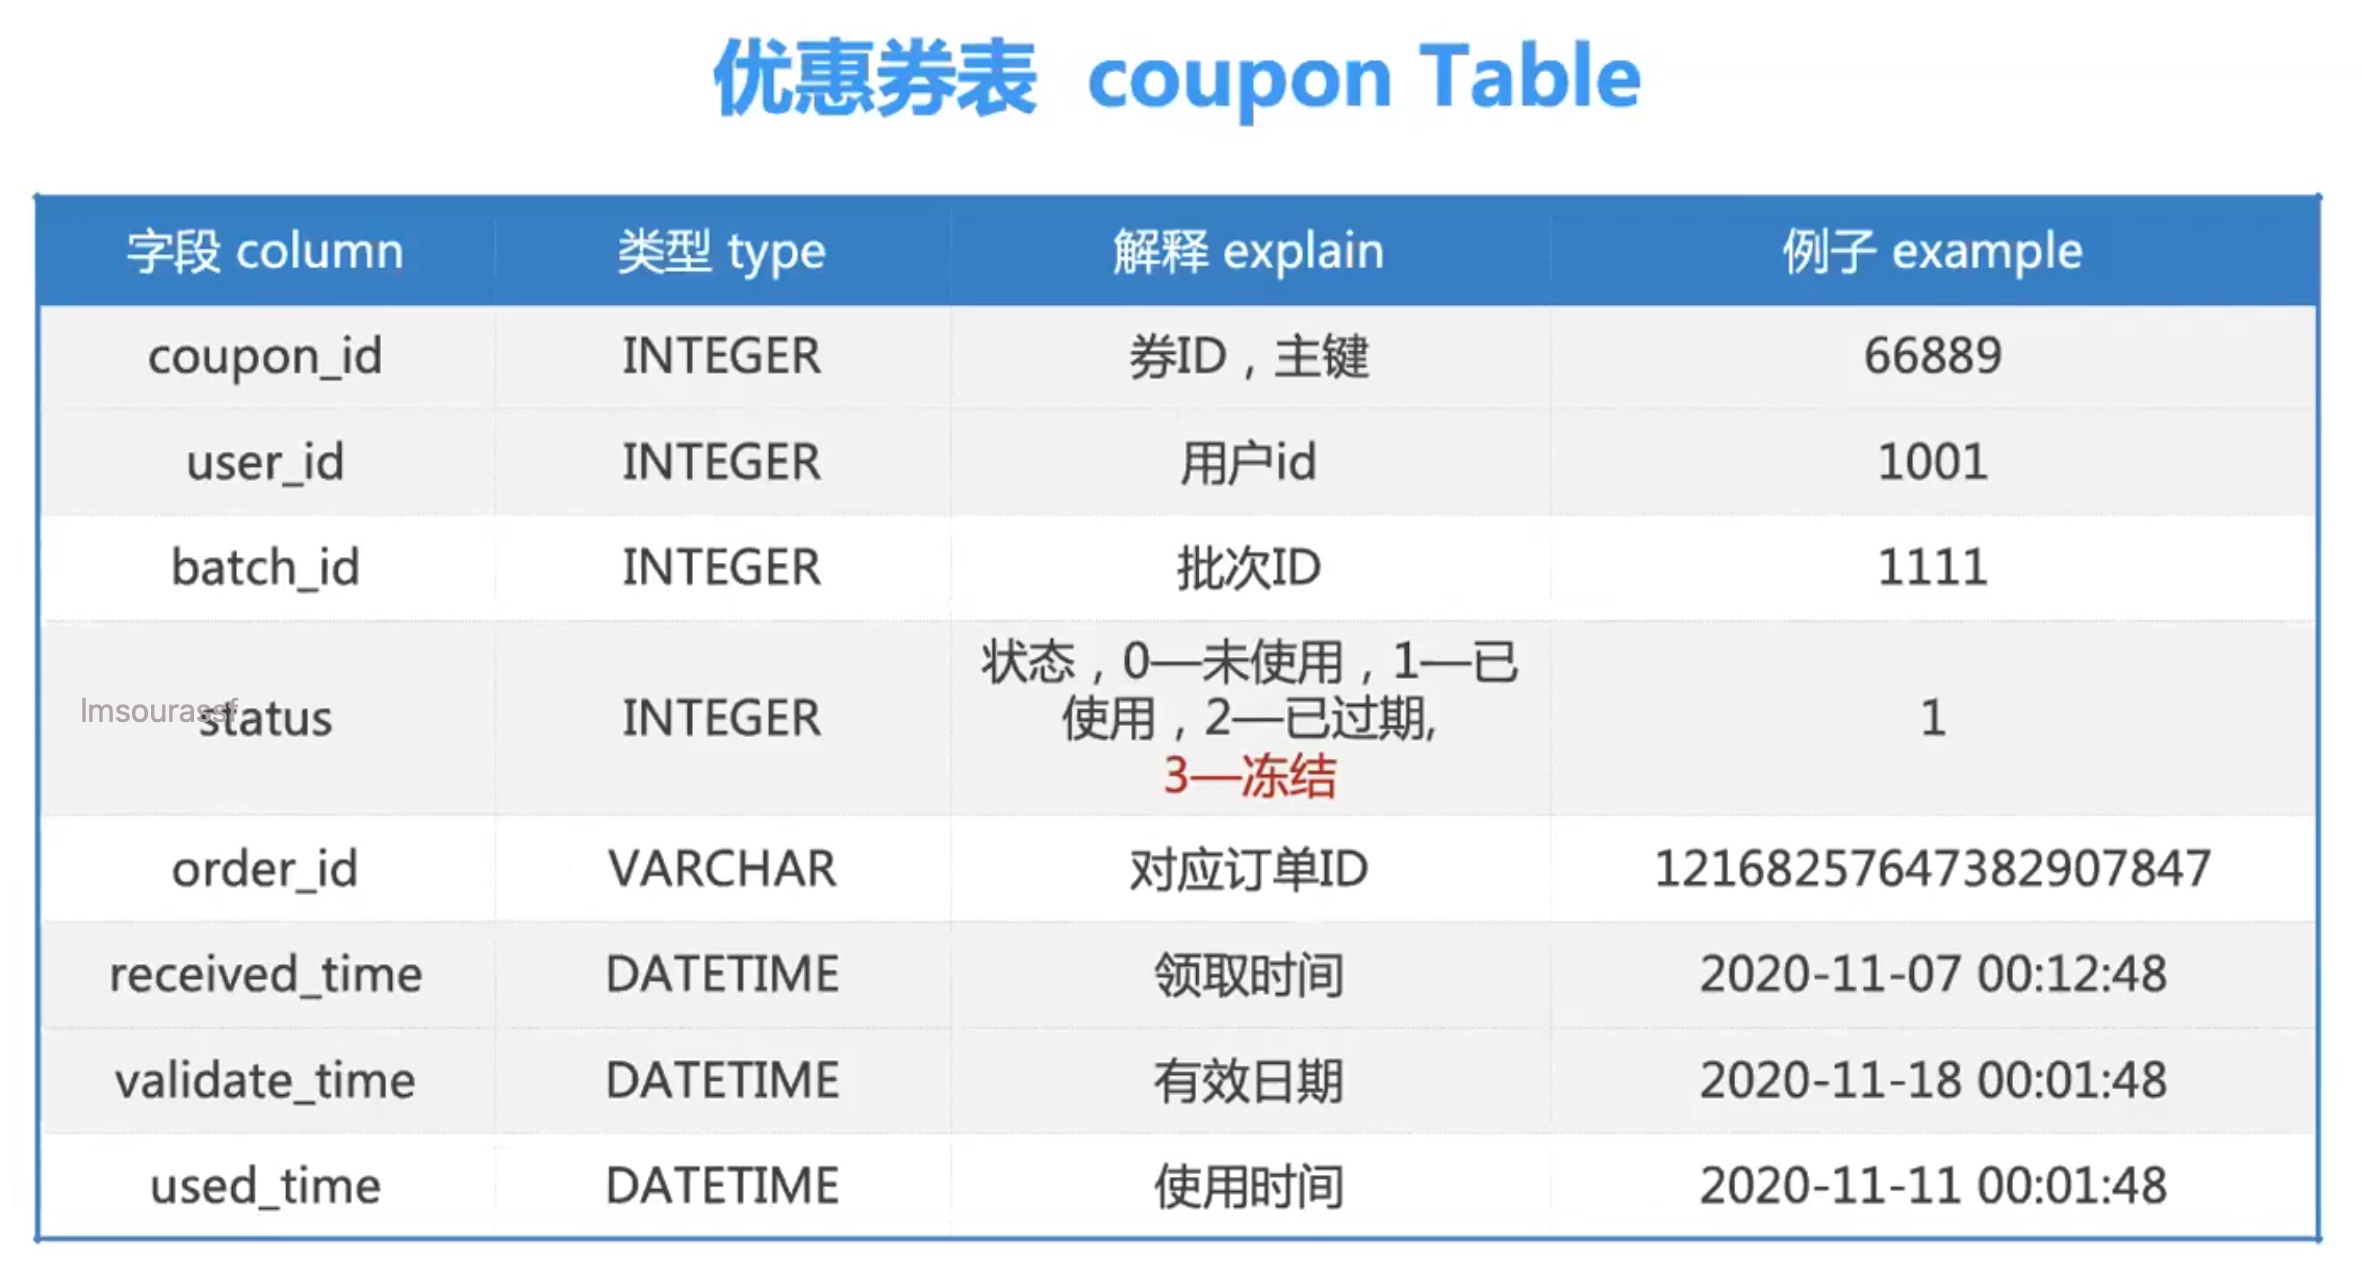 优惠券表 coupon Table
字段 column 类型 type 解释 explain 例子 example
coupon_id INTEGER 券ID，主键 66889
user_id INTEGER 用户id 1001
batch_id INTEGER 批次ID 1111
状态，0—未使用，1—已
使用，2—已过期,
3—冻结
lmsourassf
status INTEGER 1
order_id VARCHAR 对应订单ID 12168257647382907847
received_time DATETIME 领取时间 2020-11-07 00:12:48
validate_time DATETIME 有效日期 2020-11-18 00:01:48
used_time DATETIME 使用时间 2020-11-11 00:01:48